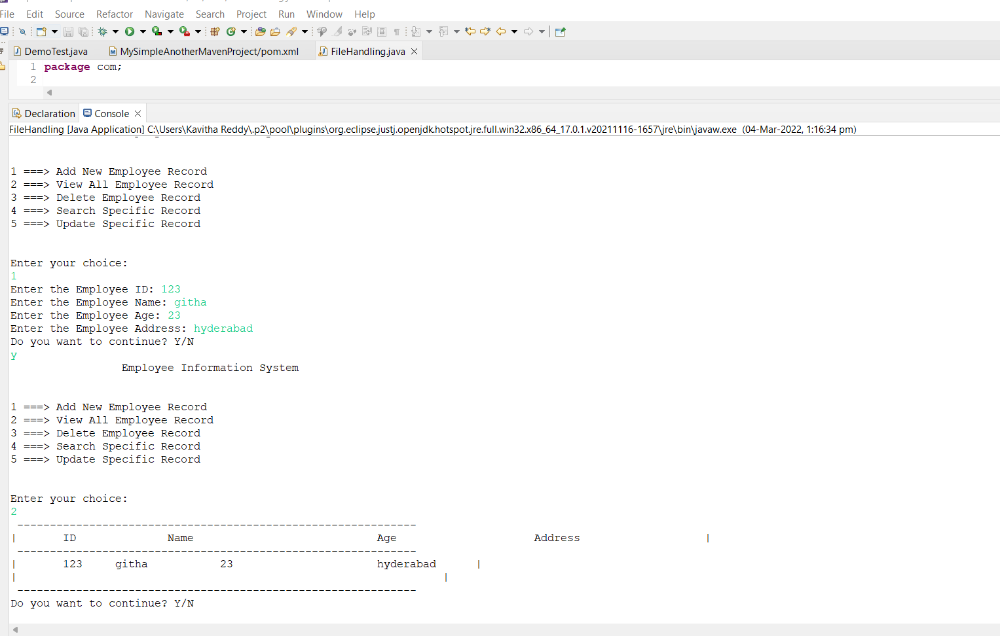 File Edit Source Refactor Navigate Search Project Run Window Help
DemoTest.java MySimpleAnotherMavenProject/pom.xml FileHandling.java
1 package com;
2
Declaration Console
FileHandling [Java Application] C:\Users\Kavitha Reddy\.p2\pool\plugins\org.eclipse.justj.openjdk.hotspot.jre.full.win32.x86_64_17.0.1.v20211116-1657\jre\bin\javaw.exe (04-Mar-2022, 1:16:34 pm)
1 ===> Add New Employee Record
2 ===> View All Employee Record
3 ===> Delete Employee Record
4 ===> Search Specific Record
5 ===> Update Specific Record
Enter your choice:
1
Enter the Employee ID: 123
Enter the Employee Name: githa
Enter the Employee Age: 23
Enter the Employee Address: hyderabad
Do you want to continue? Y/N
y
Employee Information System
1 ===> Add New Employee Record
2 ===> View All Employee Record
3 ===> Delete Employee Record
4 ===> Search Specific Record
5 ===> Update Specific Record
Enter your choice:
2
-------------------------------------------------------------
| ID Name Age Address |
-------------------------------------------------------------
| 123 githa 23 hyderabad |
| |
-------------------------------------------------------------
Do you want to continue? Y/N